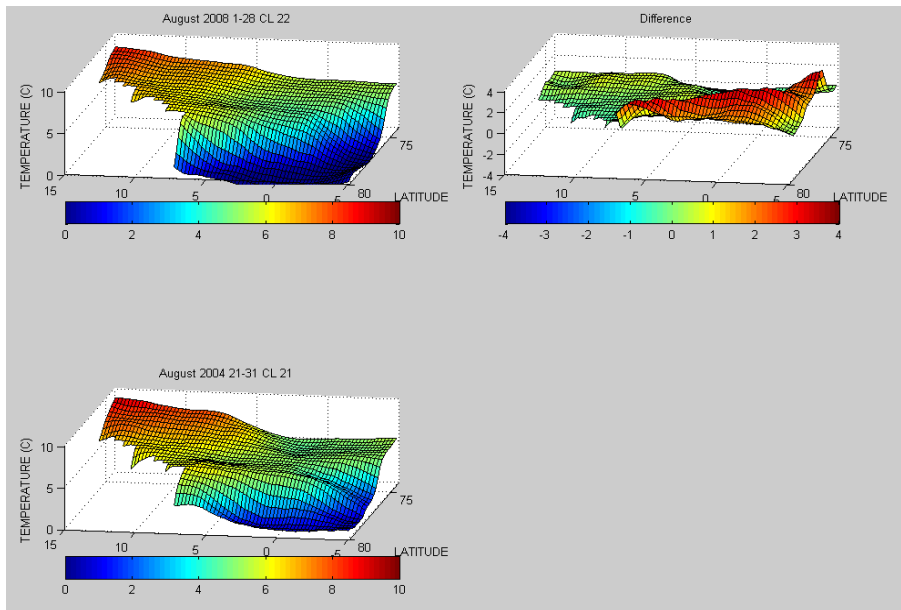 August 2008 1-28 CL 22
TEMPERATURE (C)
10
5
0
15
10
5
0
-5
80
75
LATITUDE
0 2 4 6 8 10
Difference
TEMPERATURE (C)
4
2
0
-2
-4
15
10
5
0
-5
80
75
LATITUDE
-4 -3 -2 -1 0 1 2 3 4
August 2004 21-31 CL 21
TEMPERATURE (C)
10
5
0
15
10
5
0
-5
80
75
LATITUDE
0 2 4 6 8 10